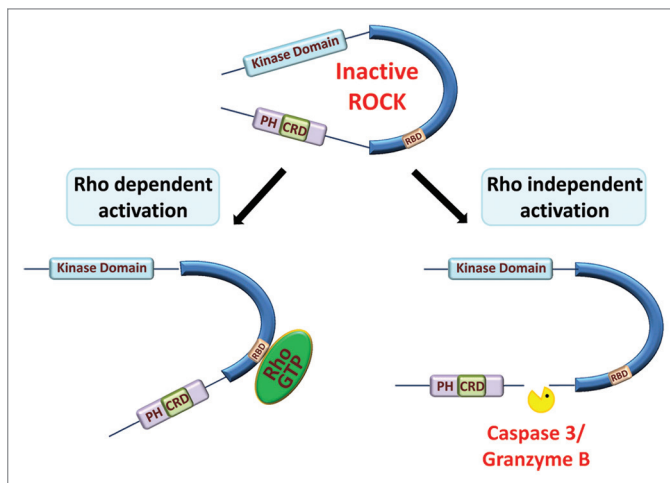 Kinase Domain
Inactive
ROCK
PH CRD
RBD
Rho dependent
activation
Rho independent
activation
Kinase Domain
RBD
Rho
GTP
PH CRD
Kinase Domain
RBD
PH CRD
Caspase 3/
Granzyme B